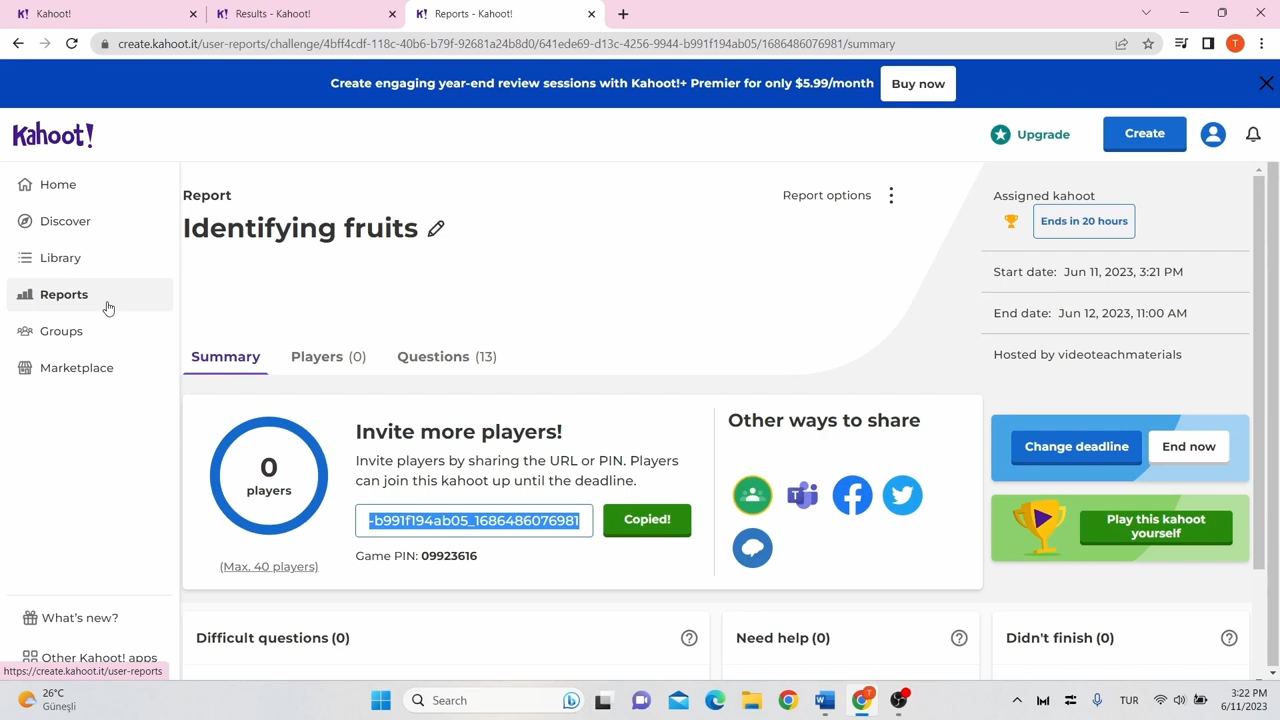 Kahoot!
Results - Kahoot!
Reports - Kahoot!
create.kahoot.it/user-reports/challenge/4bff4cdf-118c-40b6-b79f-92681a24b8d0/841ede69-d13c-4256-9944-b991f194ab05/1686486076981/summary
T
Create engaging year-end review sessions with Kahoot!+ Premier for only $5.99/month
Buy now
Kahoot!
Upgrade
Create
Home
Discover
Library
Reports
Groups
Marketplace
What's new?
Other Kahoot! apps
https://create.kahoot.it/user-reports
Report
Report options
Identifying fruits
Summary
Players (0)
Questions (13)
0
players
(Max. 40 players)
Invite more players!
Invite players by sharing the URL or PIN. Players
can join this kahoot up until the deadline.
-b991f194ab05_1686486076981
Copied!
Game PIN: 09923616
Other ways to share
Assigned kahoot
Ends in 20 hours
Start date: Jun 11, 2023, 3:21 PM
End date: Jun 12, 2023, 11:00 AM
Hosted by videoteachmaterials
Change deadline
End now
Play this kahoot
yourself
Difficult questions (0)
Need help (0)
Didn't finish (0)
26°C
Güneşli
Search
TUR
3:22 PM
6/11/2023